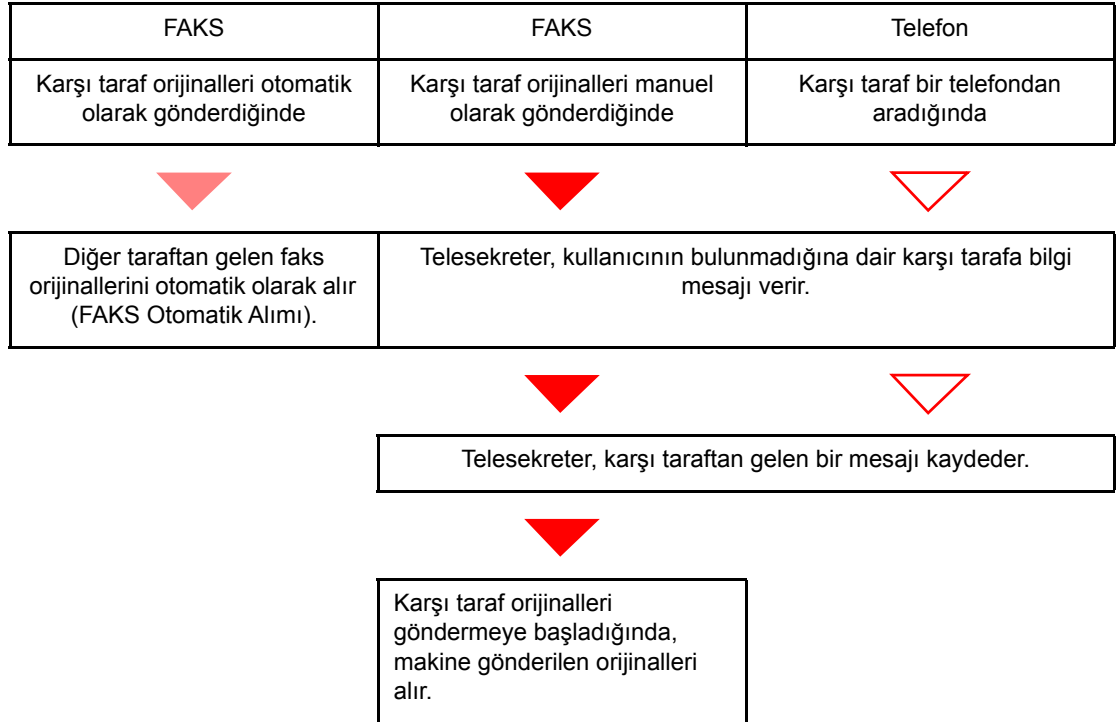 FAKS
FAKS
Telefon
Karşı taraf orijinalleri otomatik
olarak gönderdiğinde
Karşı taraf orijinalleri manuel
olarak gönderdiğinde
Karşı taraf bir telefondan
aradığında
Diğer taraftan gelen faks
orijinallerini otomatik olarak alır
(FAKS Otomatik Alımı).
Telesekreter, kullanıcının bulunmadığına dair karşı tarafa bilgi
mesajı verir.
Telesekreter, karşı taraftan gelen bir mesajı kaydeder.
Karşı taraf orijinalleri
göndermeye başladığında,
makine gönderilen orijinalleri
alır.